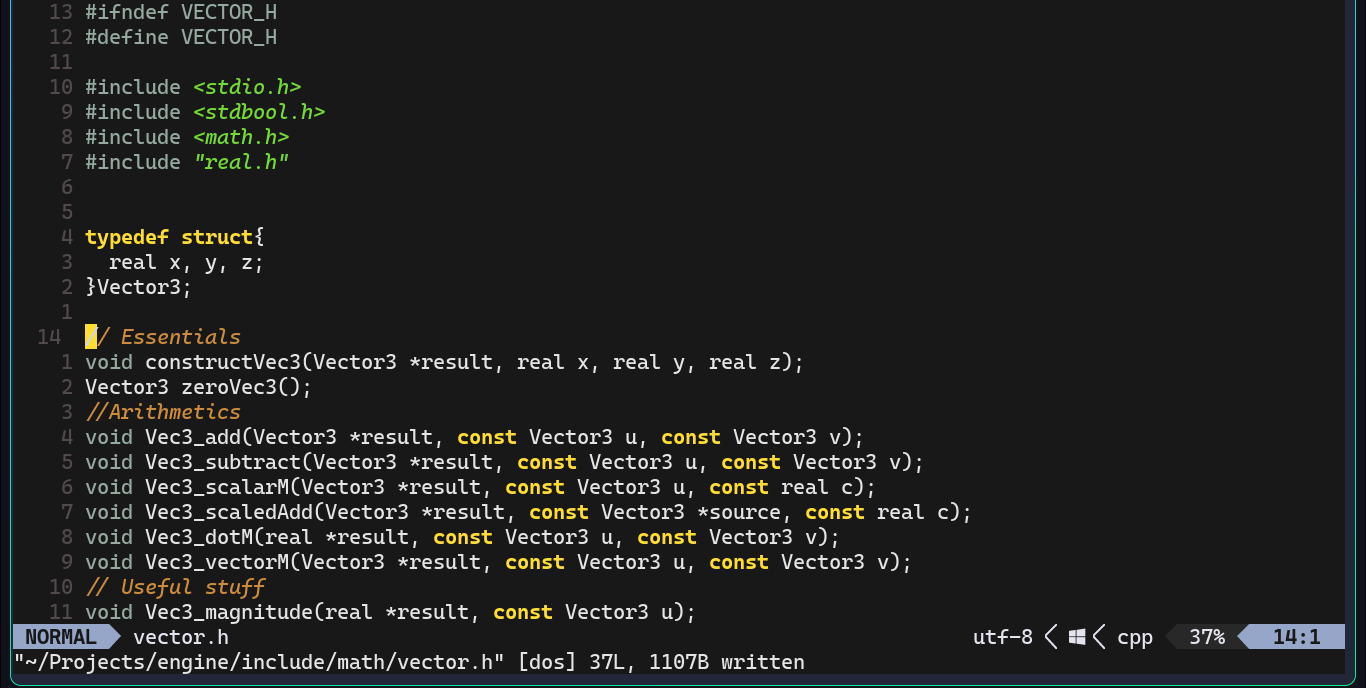 13 #ifndef VECTOR_H
12 #define VECTOR_H
11
10 #include <stdio.h>
9 #include <stdbool.h>
8 #include <math.h>
7 #include "real.h"
6
5
4 typedef struct{
3   real x, y, z;
2 }Vector3;
1
14 // Essentials
1 void constructVec3(Vector3 *result, real x, real y, real z);
2 Vector3 zeroVec3();
3 //Arithmetics
4 void Vec3_add(Vector3 *result, const Vector3 u, const Vector3 v);
5 void Vec3_subtract(Vector3 *result, const Vector3 u, const Vector3 v);
6 void Vec3_scalarM(Vector3 *result, const Vector3 u, const real c);
7 void Vec3_scaledAdd(Vector3 *result, const Vector3 *source, const real c);
8 void Vec3_dotM(real *result, const Vector3 u, const Vector3 v);
9 void Vec3_vectorM(Vector3 *result, const Vector3 u, const Vector3 v);
10 // Useful stuff
11 void Vec3_magnitude(real *result, const Vector3 u);
NORMAL vector.h utf-8 cpp 37% 14:1
"~/Projects/engine/include/math/vector.h" [dos] 37L, 1107B written